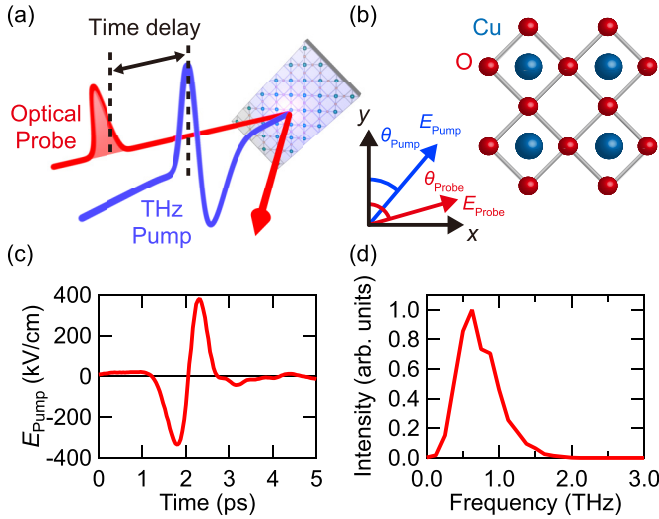 (a)
Time delay
Optical
Probe
THz
Pump
(b)
Cu
O
y
θPump
EPump
θProbe
EProbe
x
(c)
EPump (kV/cm)
400
200
0
-200
-400
0 1 2 3 4 5
Time (ps)
(d)
Intensity (arb. units)
1.0
0.8
0.6
0.4
0.2
0.0
0.0 1.0 2.0 3.0
Frequency (THz)